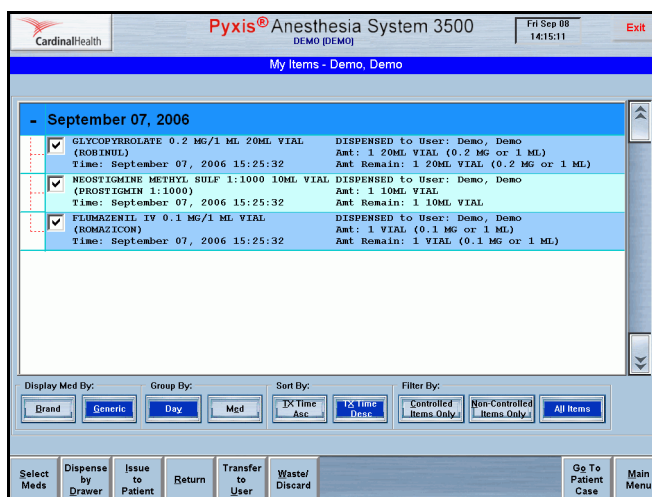 CardinalHealth
Pyxis® Anesthesia System 3500
DEMO [DEMO]
Fri Sep 08
14:15:11
Exit
My Items - Demo, Demo
- September 07, 2006
GLYCOPYRROLATE 0.2 MG/1 ML 20ML VIAL DISPENSED to User: Demo, Demo
(ROBINUL) Amt: 1 20ML VIAL (0.2 MG or 1 ML)
Time: September 07, 2006 15:25:32 Amt Remain: 1 20ML VIAL (0.2 MG or 1 ML)
NEOSTIGMINE METHYL SULF 1:1000 10ML VIAL DISPENSED to User: Demo, Demo
(PROSTIGMIN 1:1000) Amt: 1 10ML VIAL
Time: September 07, 2006 15:25:32 Amt Remain: 1 10ML VIAL
FLUMAZENIL IV 0.1 MG/1 ML VIAL DISPENSED to User: Demo, Demo
(ROMAZICON) Amt: 1 VIAL (0.1 MG or 1 ML)
Time: September 07, 2006 15:25:32 Amt Remain: 1 VIAL (0.1 MG or 1 ML)
Display Med By: Group By: Sort By: Filter By:
Brand Generic Day Med TX Time Asc TX Time Desc Controlled Items Only Non-Controlled Items Only All Items
Select Meds Dispense by Drawer Issue to Patient Return Transfer to User Waste/ Discard Go To Patient Case Main Menu